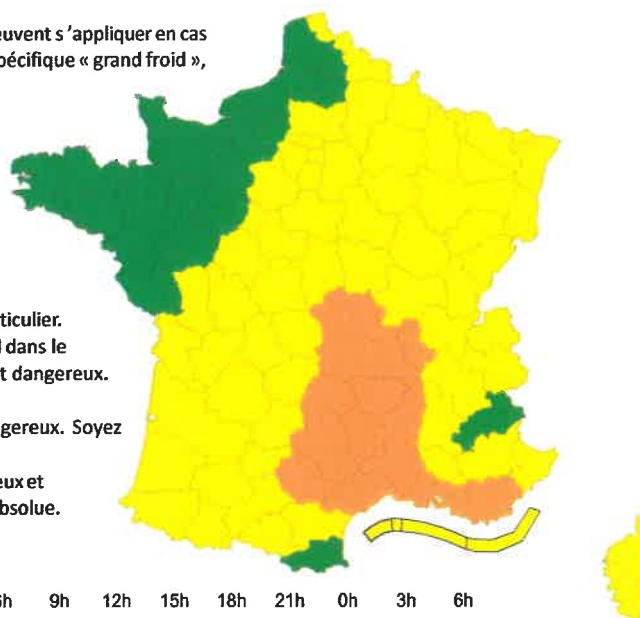 euvent s 'appliquer en cas
pécifique « grand froid »,
ticulier.
l dans le
t dangereux.
gereux. Soyez
eux et
bsolue.
6h 9h 12h 15h 18h 21h 0h 3h 6h